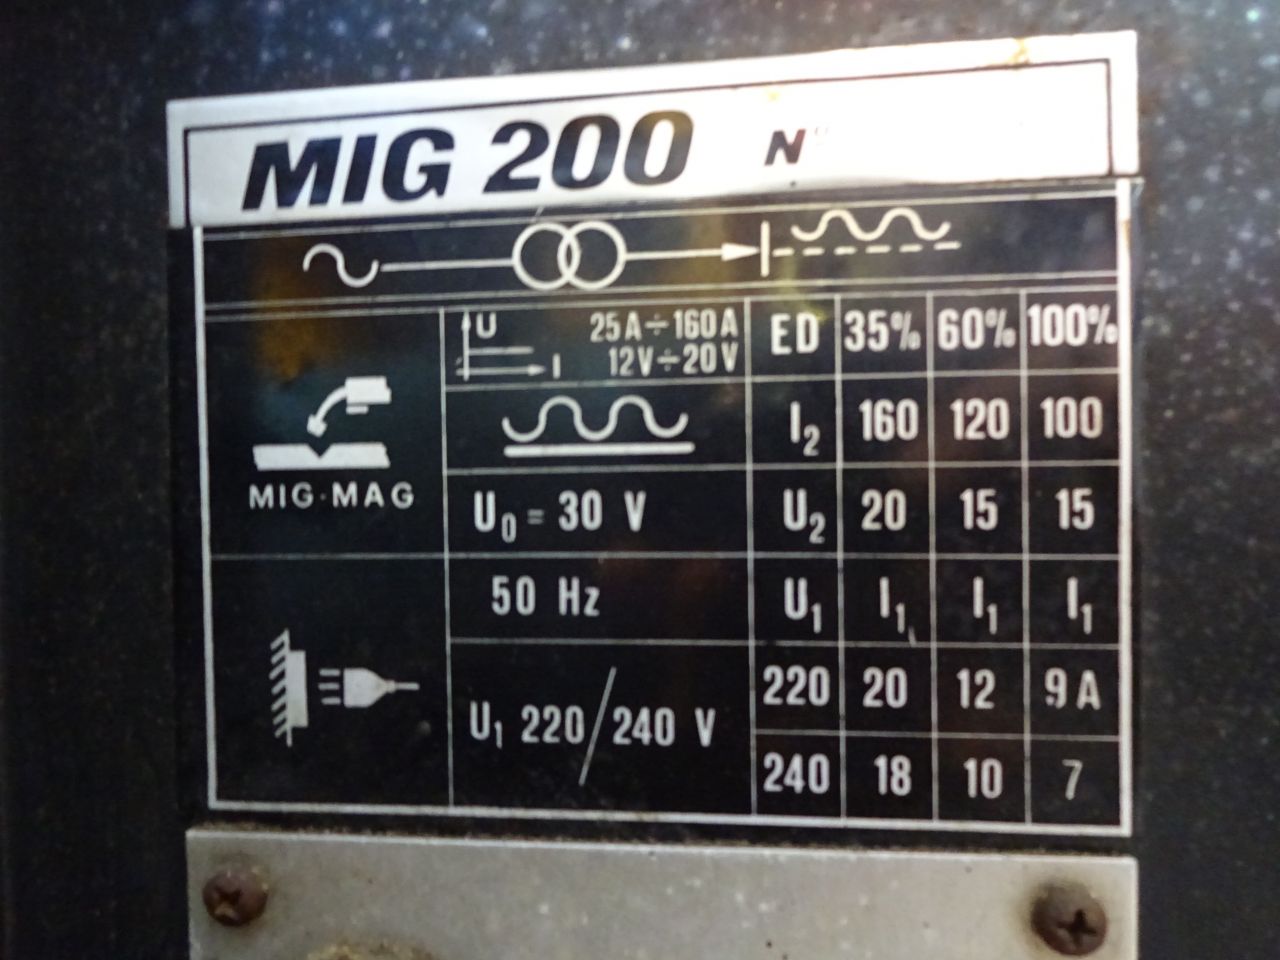 MIG 200 Nº
U 25A÷160A ED 35% 60% 100%
I 12V÷20V
I₂ 160 120 100
MIG·MAG U₀ = 30 V U₂ 20 15 15
50 Hz U₁ I₁ I₁ I₁
U₁ 220/240 V 220 20 12 9A
240 18 10 7